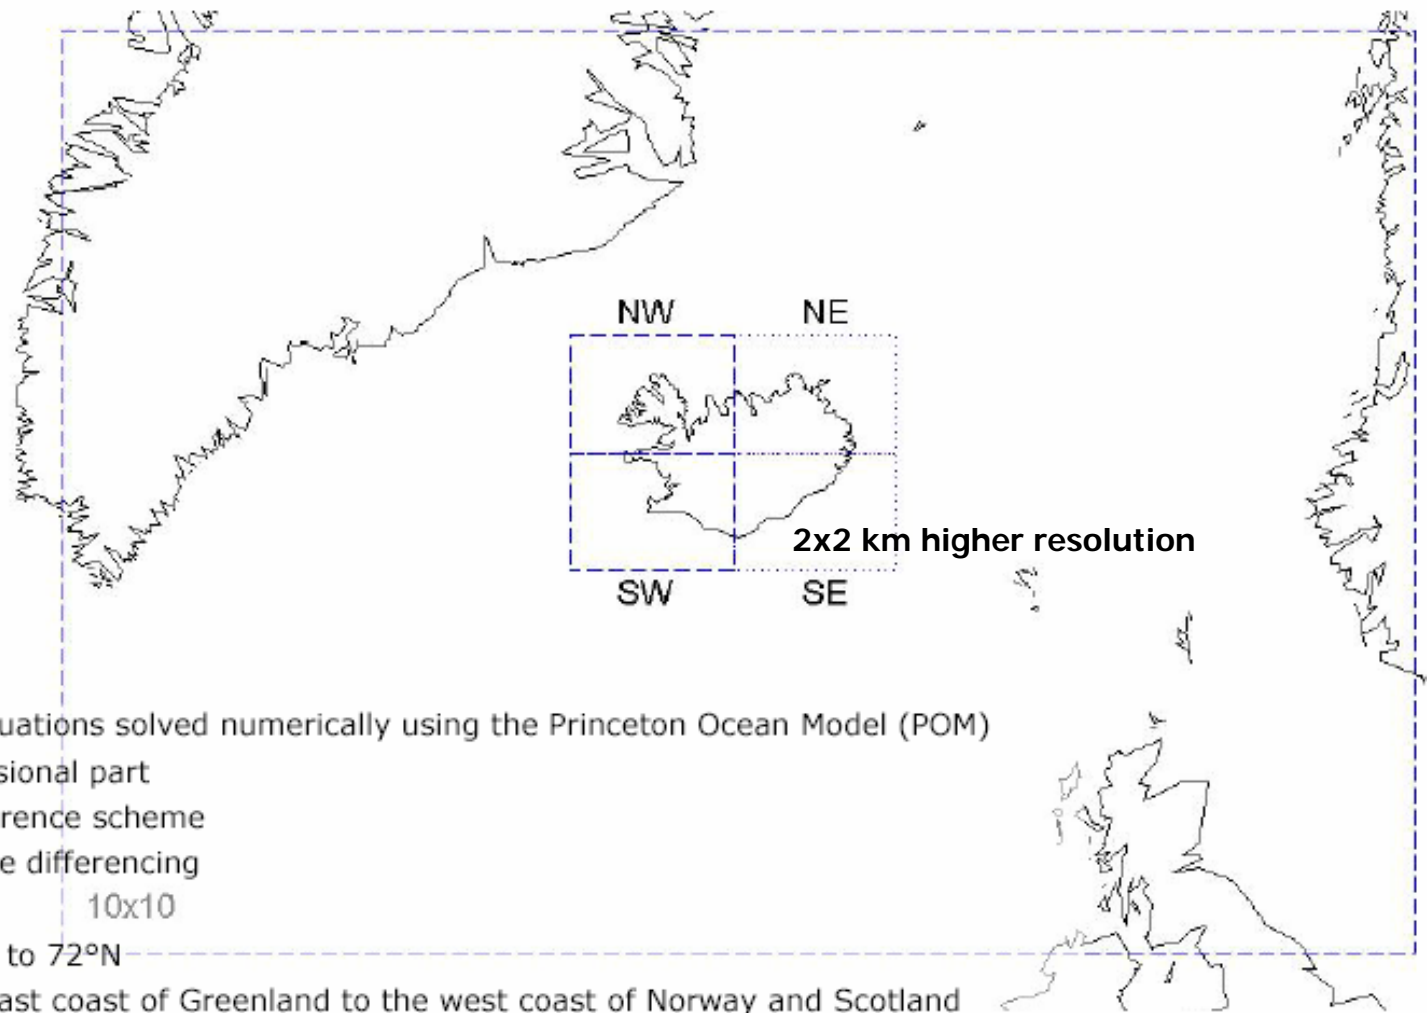 NW NE
2x2 km higher resolution
SW SE
uations solved numerically using the Princeton Ocean Model (POM)
sional part
rence scheme
e differencing
10x10
to 72°N
ast coast of Greenland to the west coast of Norway and Scotland